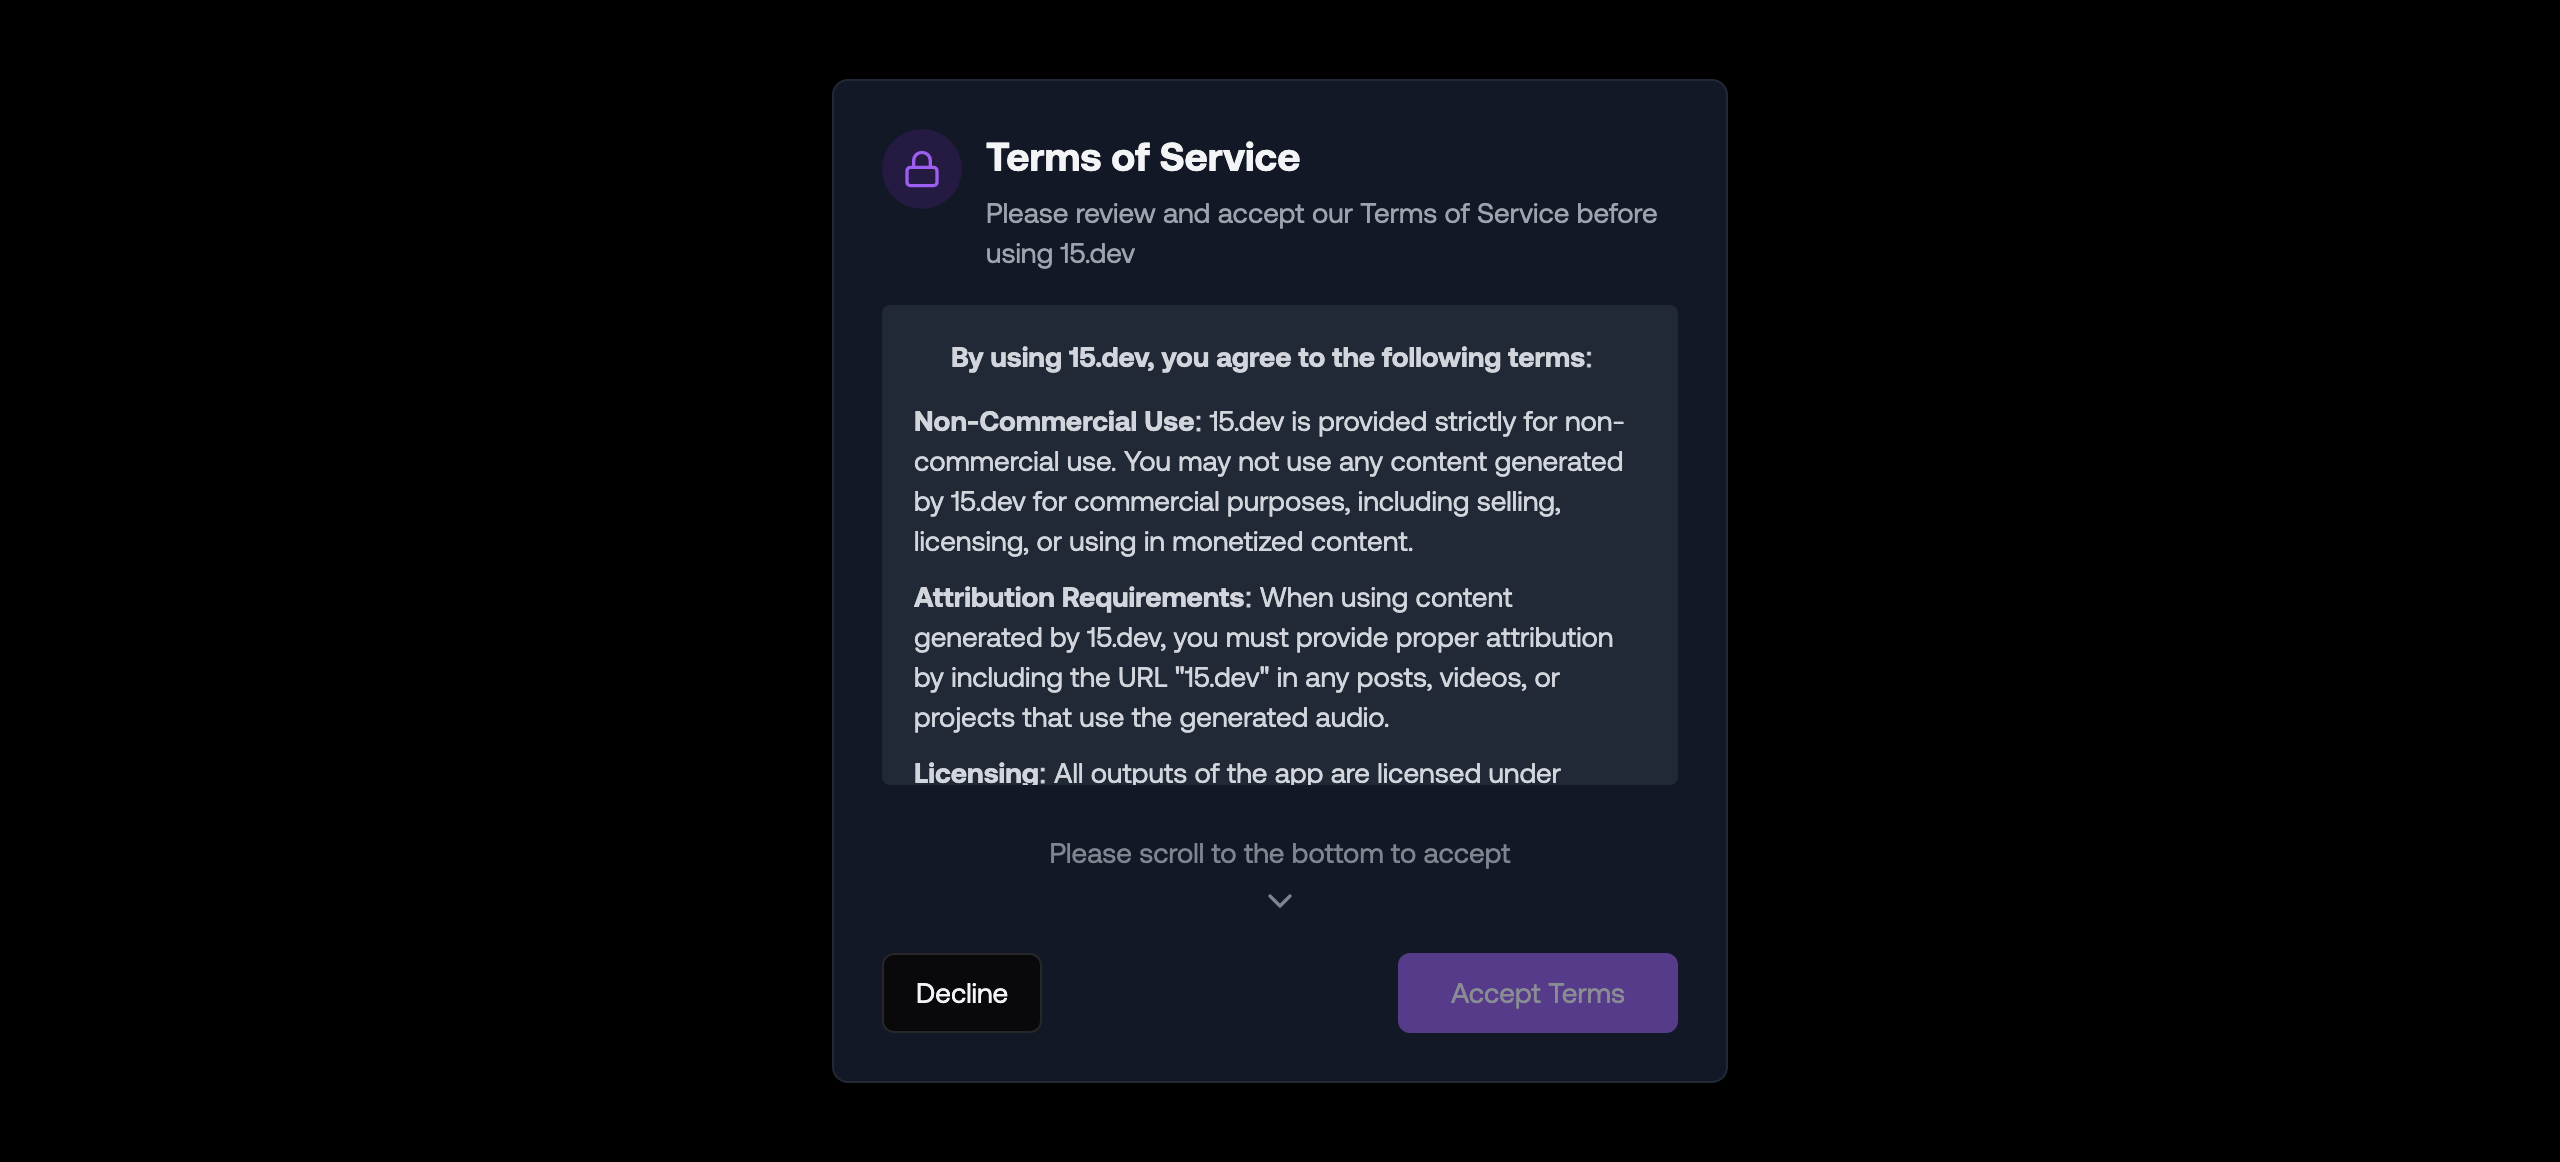 Terms of Service
Please review and accept our Terms of Service before
using 15.dev
By using 15.dev, you agree to the following terms:
Non-Commercial Use: 15.dev is provided strictly for non-
commercial use. You may not use any content generated
by 15.dev for commercial purposes, including selling,
licensing, or using in monetized content.
Attribution Requirements: When using content
generated by 15.dev, you must provide proper attribution
by including the URL "15.dev" in any posts, videos, or
projects that use the generated audio.
Licensing: All outputs of the app are licensed under
Please scroll to the bottom to accept
Decline
Accept Terms